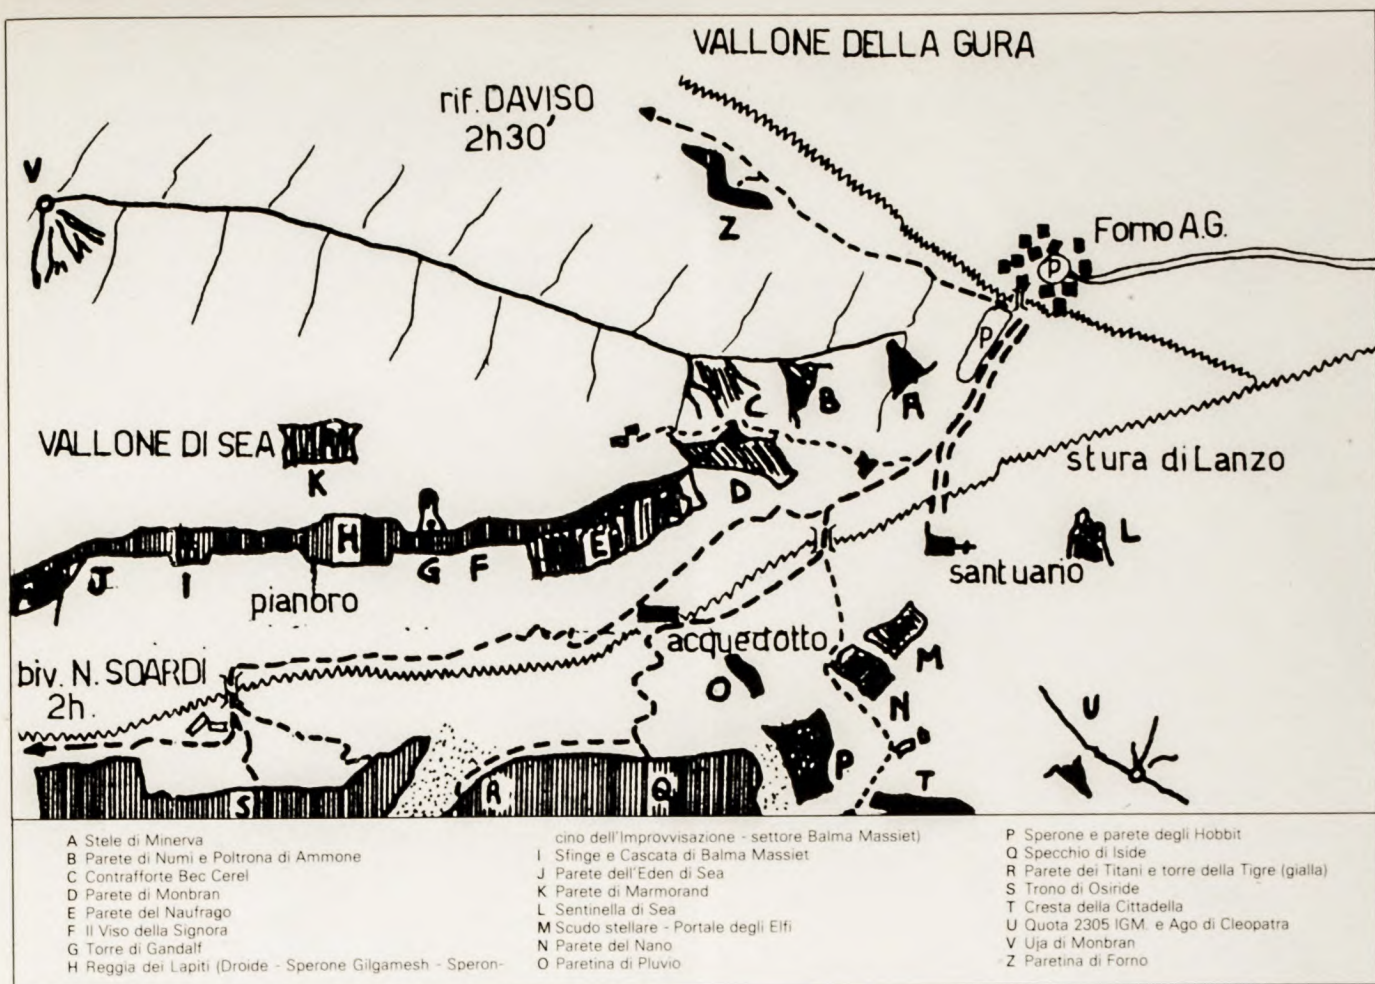 VALLONE DELLA GURA
rif. DAVISO
2h30'
V
Z
Forno A.G.
P
P
C
B
A
VALLONE DI SEA
K
D
stura di Lanzo
H
E
L
J
I
G
F
santuario
pianoro
acquedotto
M
biv. N. SOARDI
2h.
O
N
U
P
T
S
R
Q
A Stele di Minerva
B Parete di Numi e Poltrona di Ammone
C Contrafforte Bec Cerel
D Parete di Monbran
E Parete del Naufrago
F Il Viso della Signora
G Torre di Gandalf
H Reggia dei Lapiti (Droide - Sperone Gilgamesh - Speron-
cino dell'Improvvisazione - settore Balma Massiet)
I Sfinge e Cascata di Balma Massiet
J Parete dell'Eden di Sea
K Parete di Marmorand
L Sentinella di Sea
M Scudo stellare - Portale degli Elfi
N Parete del Nano
O Paretina di Pluvio
P Sperone e parete degli Hobbit
Q Specchio di Iside
R Parete dei Titani e torre della Tigre (gialla)
S Trono di Osiride
T Cresta della Cittadella
U Quota 2305 IGM. e Ago di Cleopatra
V Uja di Monbran
Z Paretina di Forno